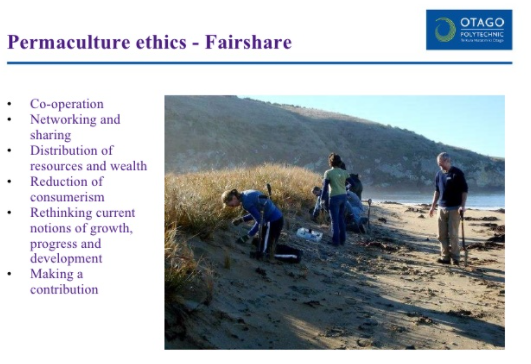 Permaculture ethics - Fairshare
OTAGO
POLYTECHNIC
• Co-operation
• Networking and
sharing
• Distribution of
resources and wealth
• Reduction of
consumerism
• Rethinking current
notions of growth,
progress and
development
• Making a
contribution